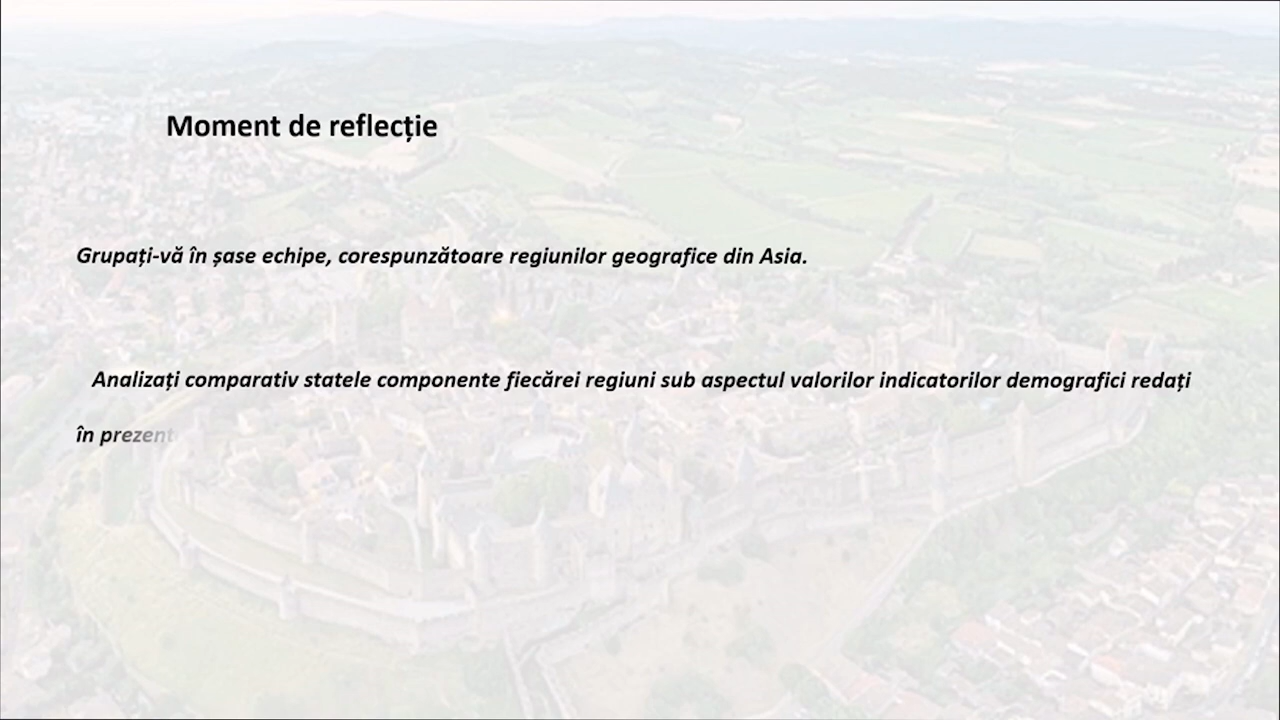 Moment de reflecție
Grupați-vă în șase echipe, corespunzătoare regiunilor geografice din Asia.
Analizați comparativ statele componente fiecărei regiuni sub aspectul valorilor indicatorilor demografici redați
în prezent